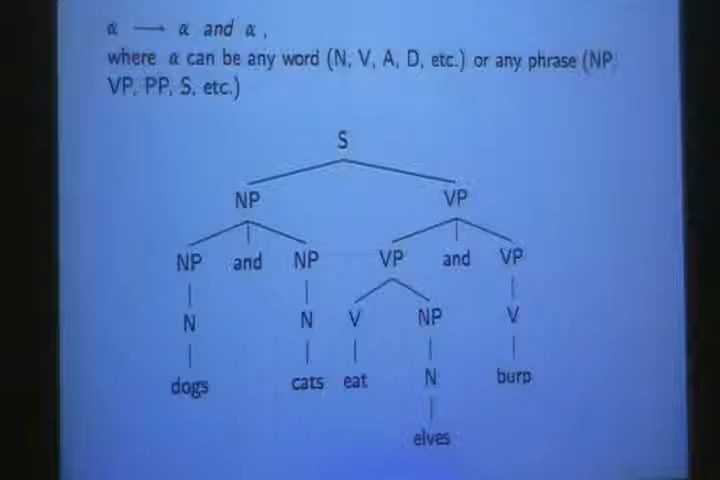 α → α and α,
where α can be any word (N, V, A, D, etc.) or any phrase (NP,
VP, PP, S, etc.)
S
NP VP
NP and NP VP and VP
N N V NP V
dogs cats eat N burp
elves